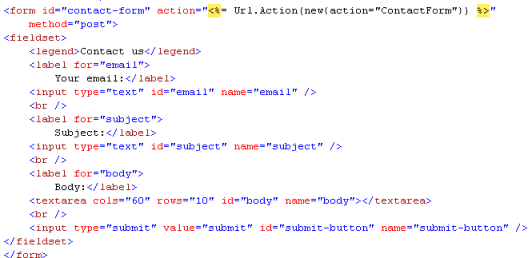 <form id="contact-form" action="<%= Url.Action(new(action="ContactForm")) %>"
method="post">
<fieldset>
<legend>Contact us</legend>
<label for="email">
Your email:</label>
<input type="text" id="email" name="email" />
<br />
<label for="subject">
Subject:</label>
<input type="text" id="subject" name="subject" />
<br />
<label for="body">
Body:</label>
<textarea cols="60" rows="10" id="body" name="body"></textarea>
<br />
<input type="submit" value="submit" id="submit-button" name="submit-button" />
</fieldset>
</form>